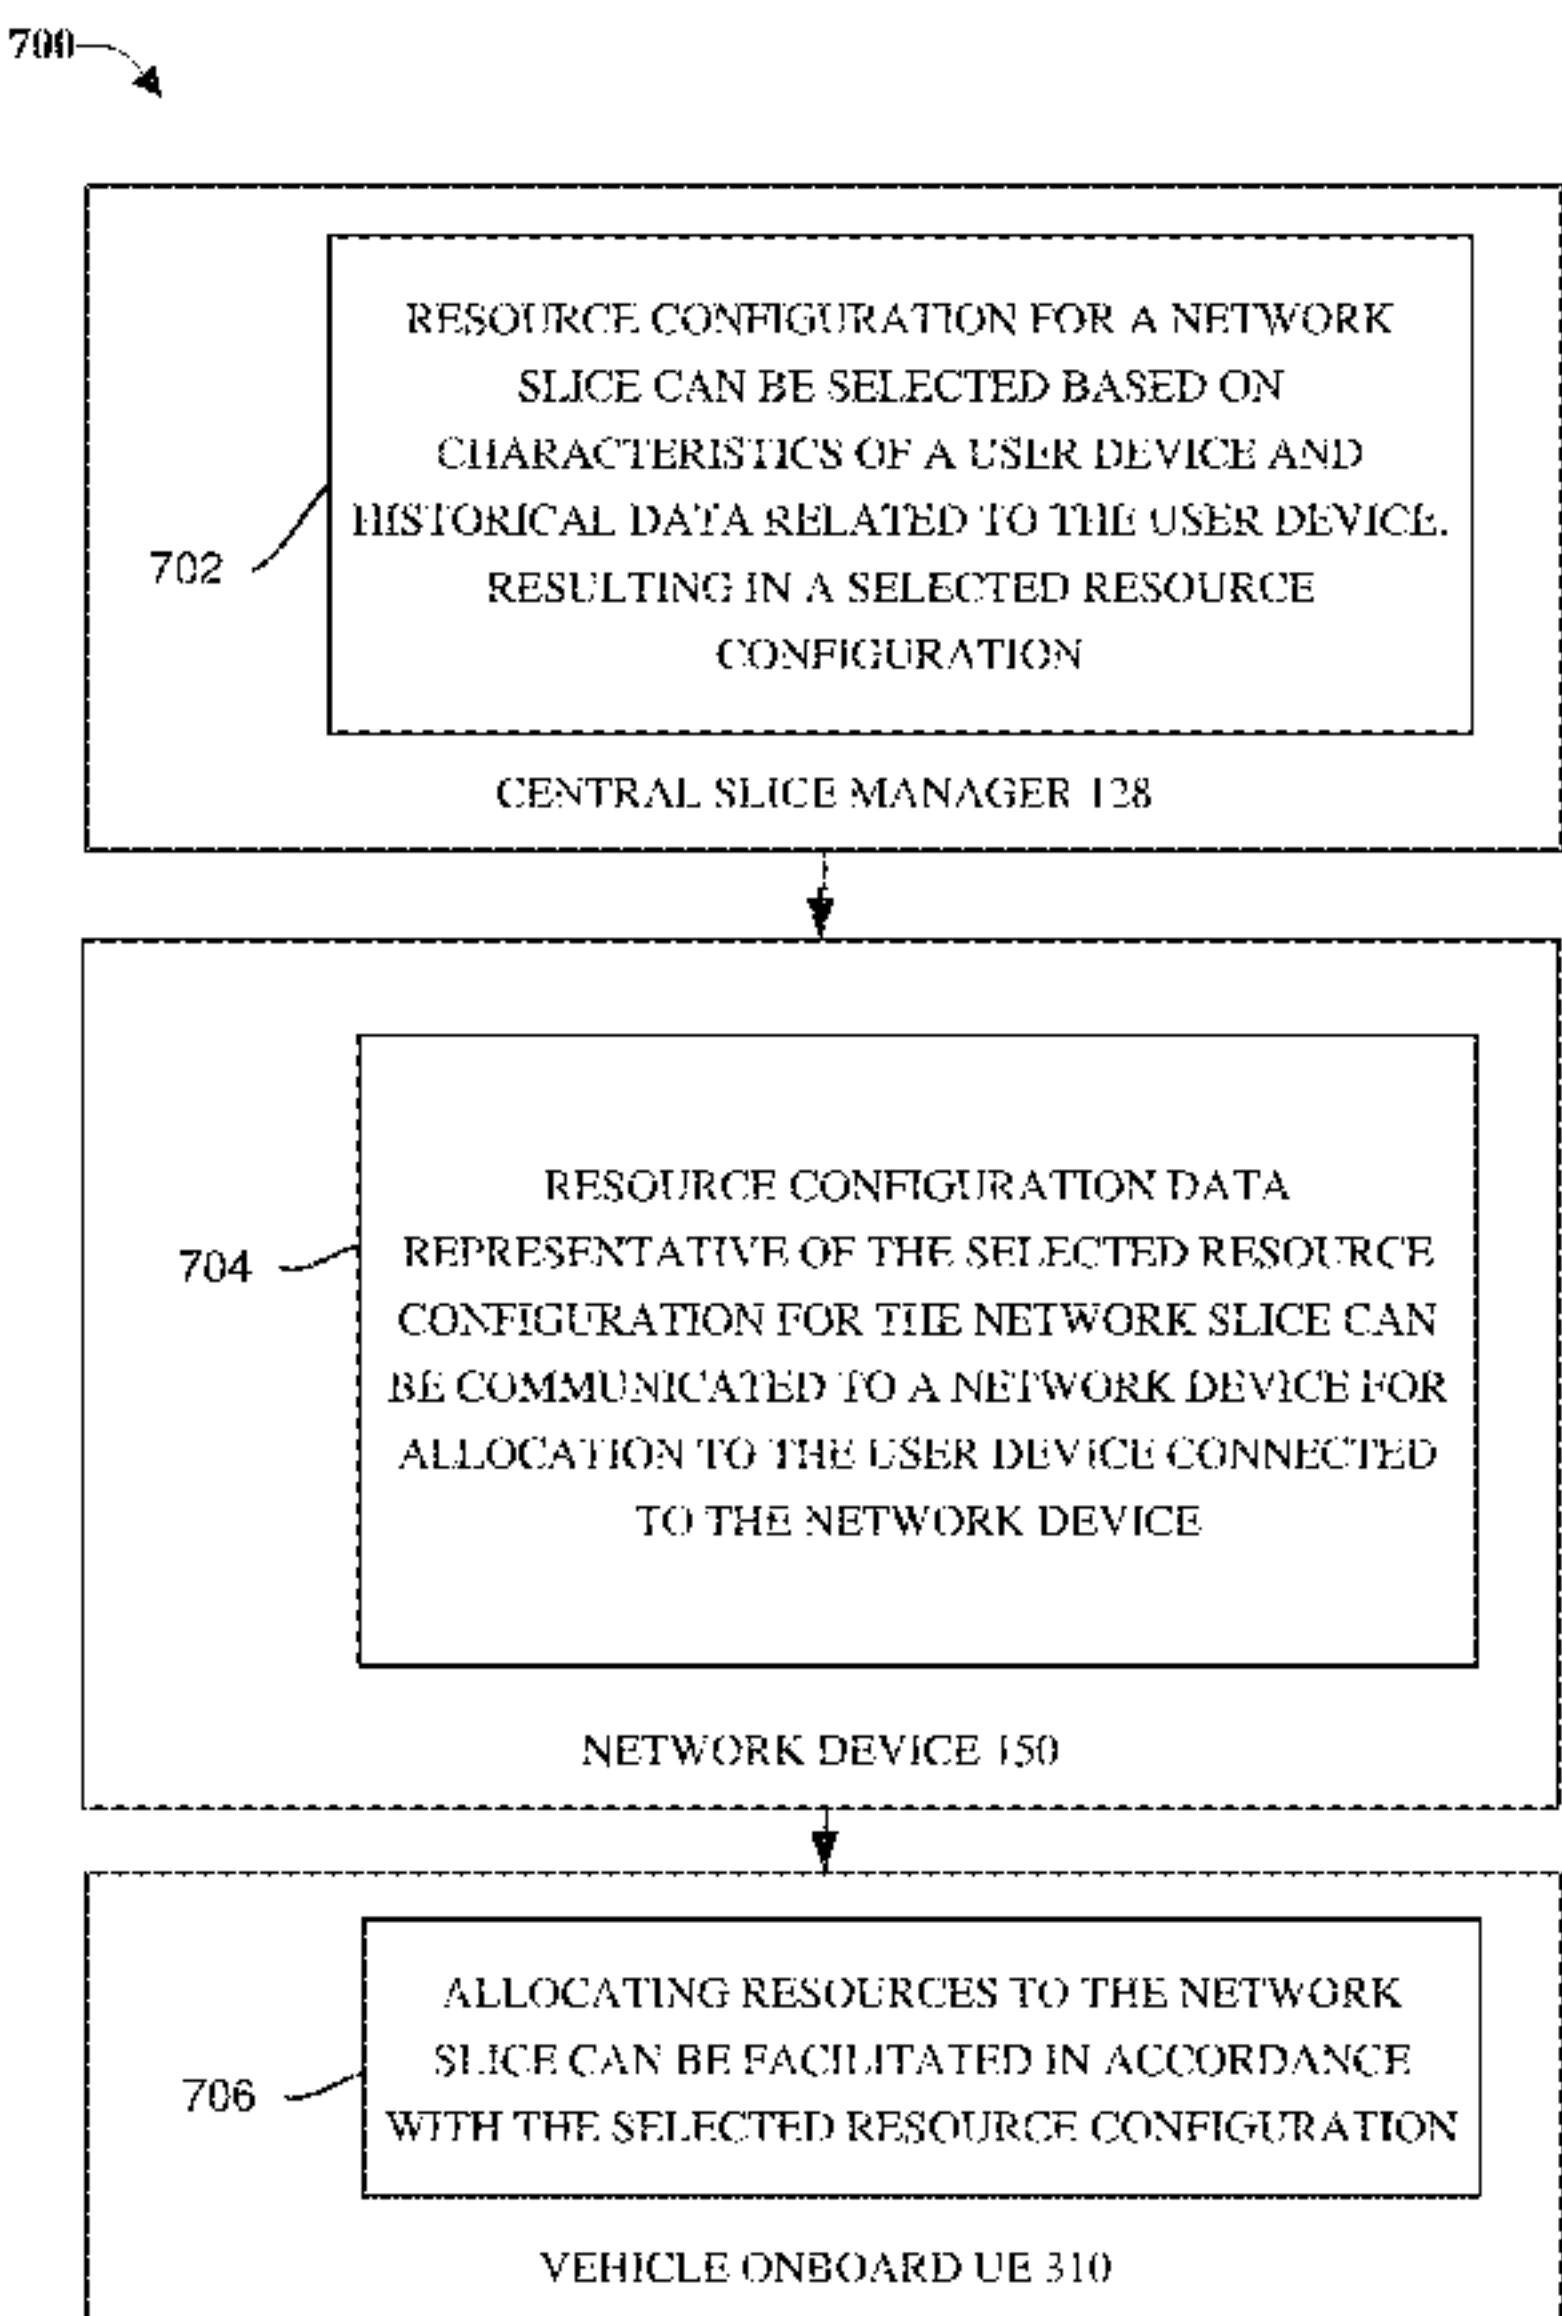 700
RESOURCE CONFIGURATION FOR A NETWORK
SLICE CAN BE SELECTED BASED ON
CHARACTERISTICS OF A USER DEVICE AND
HISTORICAL DATA RELATED TO THE USER DEVICE.
RESULTING IN A SELECTED RESOURCE
CONFIGURATION
702
CENTRAL SLICE MANAGER 128
RESOURCE CONFIGURATION DATA
REPRESENTATIVE OF THE SELECTED RESOURCE
CONFIGURATION FOR THE NETWORK SLICE CAN
BE COMMUNICATED TO A NETWORK DEVICE FOR
ALLOCATION TO THE USER DEVICE CONNECTED
TO THE NETWORK DEVICE
704
NETWORK DEVICE 150
ALLOCATING RESOURCES TO THE NETWORK
SLICE CAN BE FACILITATED IN ACCORDANCE
WITH THE SELECTED RESOURCE CONFIGURATION
706
VEHICLE ONBOARD UE 310